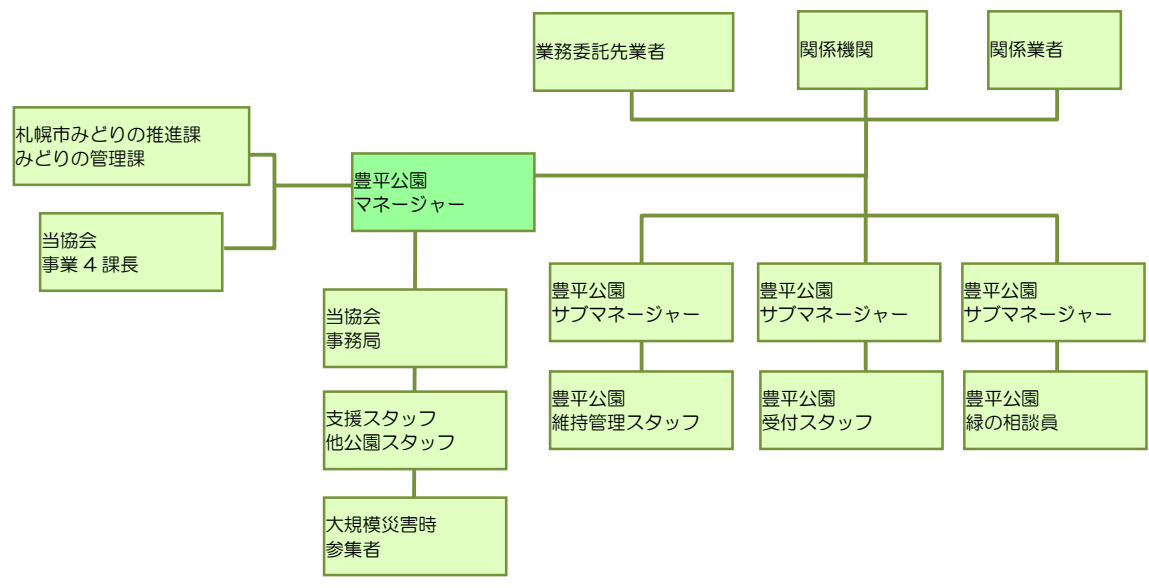 業務委託先業者
関係機関
関係業者
札幌市みどりの推進課
みどりの管理課
豊平公園
マネージャー
当協会
事業4課長
当協会
事務局
豊平公園
サブマネージャー
豊平公園
サブマネージャー
豊平公園
サブマネージャー
支援スタッフ
他公園スタッフ
豊平公園
維持管理スタッフ
豊平公園
受付スタッフ
豊平公園
緑の相談員
大規模災害時
参集者